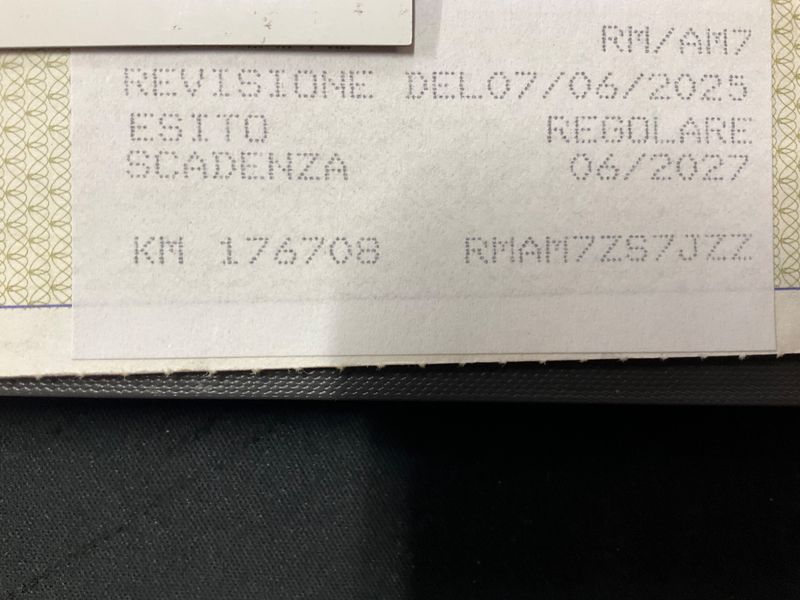 RM/AM7
REVISIONE DEL07/06/2025
ESITO REGOLARE
SCADENZA 06/2027
KM 176708 RMAM7ZS7JZZ